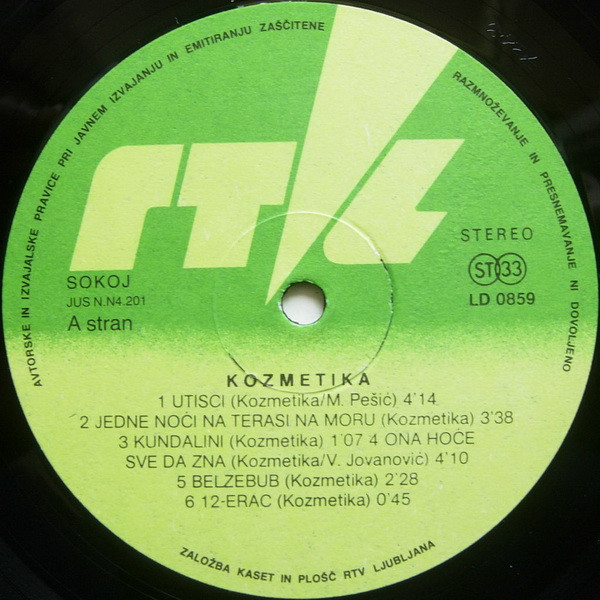 AVTORSKE IN IZVAJALSKE PRAVICE PRI JAVNEM IZVAJANJU IN EMITIRANJU ZAŠČITENE
RAZMNOŽEVANJE IN PRESNEMAVANJE NI DOVOLJENO
rtl
STEREO
SOKOJ
JUS N.N4.201
ST 33
LD 0859
A stran
KOZMETIKA
1 UTISCI (Kozmetika/M. Pešić) 4'14
2 JEDNE NOĆI NA TERASI NA MORU (Kozmetika) 3'38
3 KUNDALINI (Kozmetika) 1'07 4 ONA HOĆE
SVE DA ZNA (Kozmetika/V. Jovanović) 4'10
5 BELZEBUB (Kozmetika) 2'28
6 12-ERAC (Kozmetika) 0'45
ZALOŽBA KASET IN PLOŠČ RTV LJUBLJANA